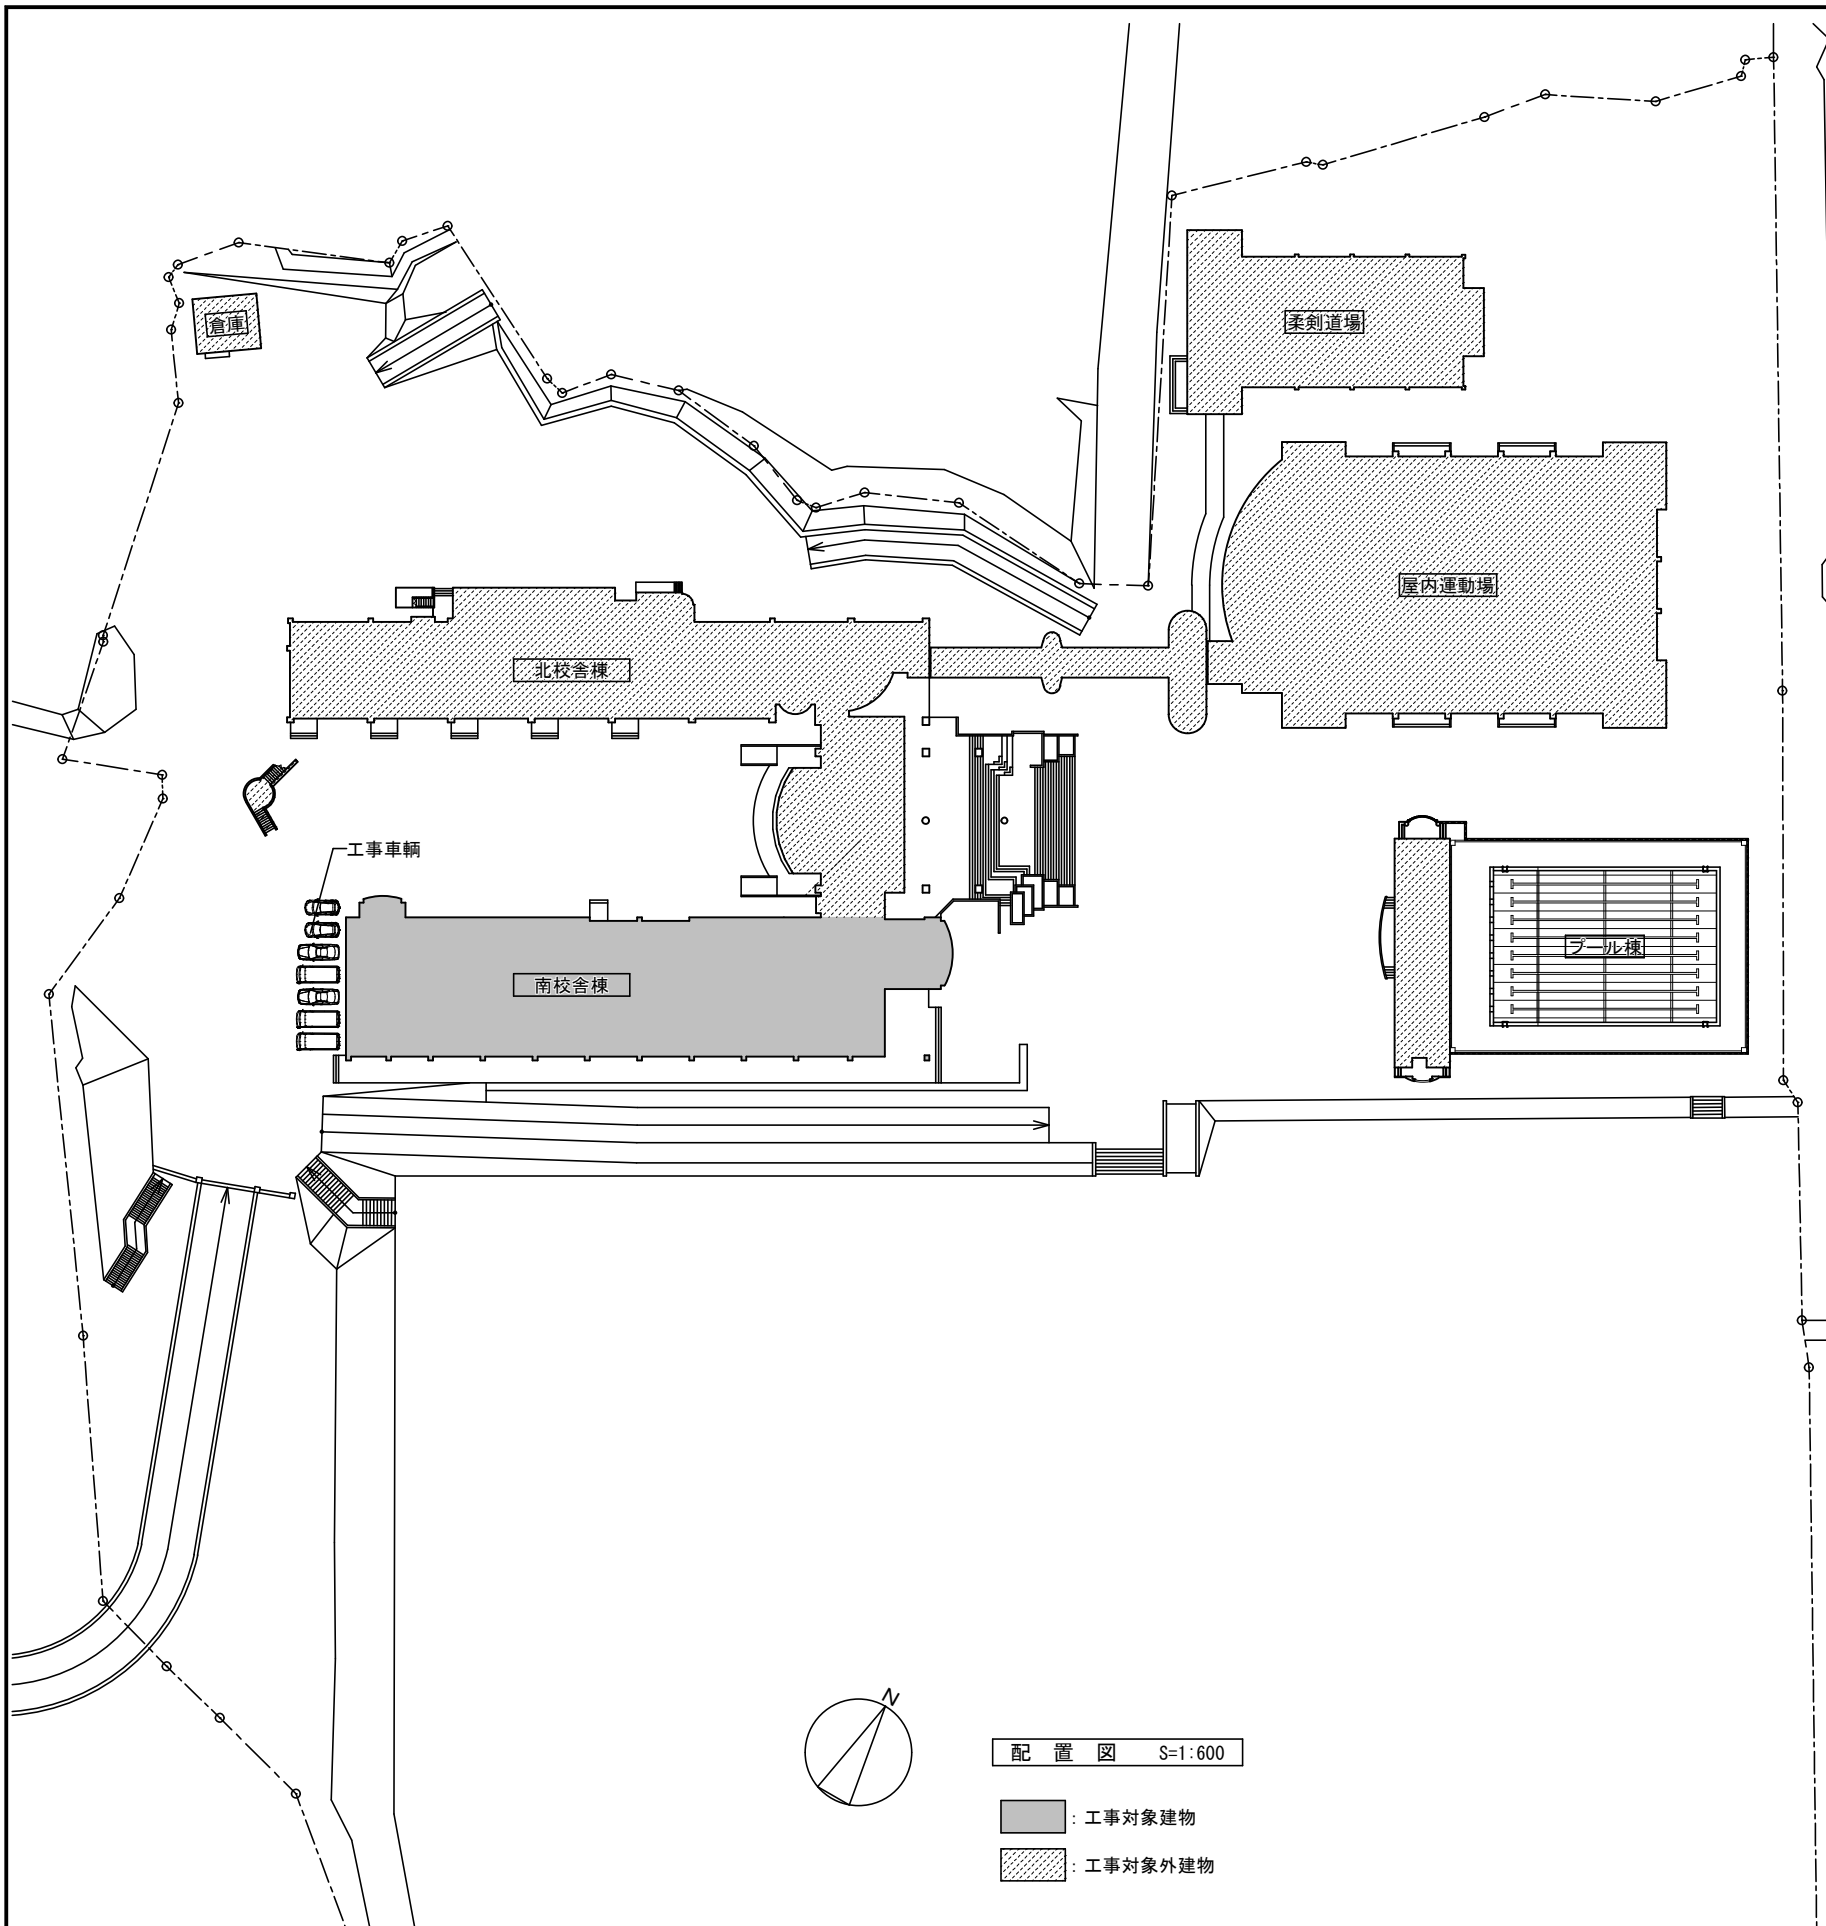 倉庫
柔剣道場
屋内運動場
北校舎棟
工事車輌
プール棟
南校舎棟
N
配 置 図 S=1:600
: 工事対象建物
: 工事対象外建物